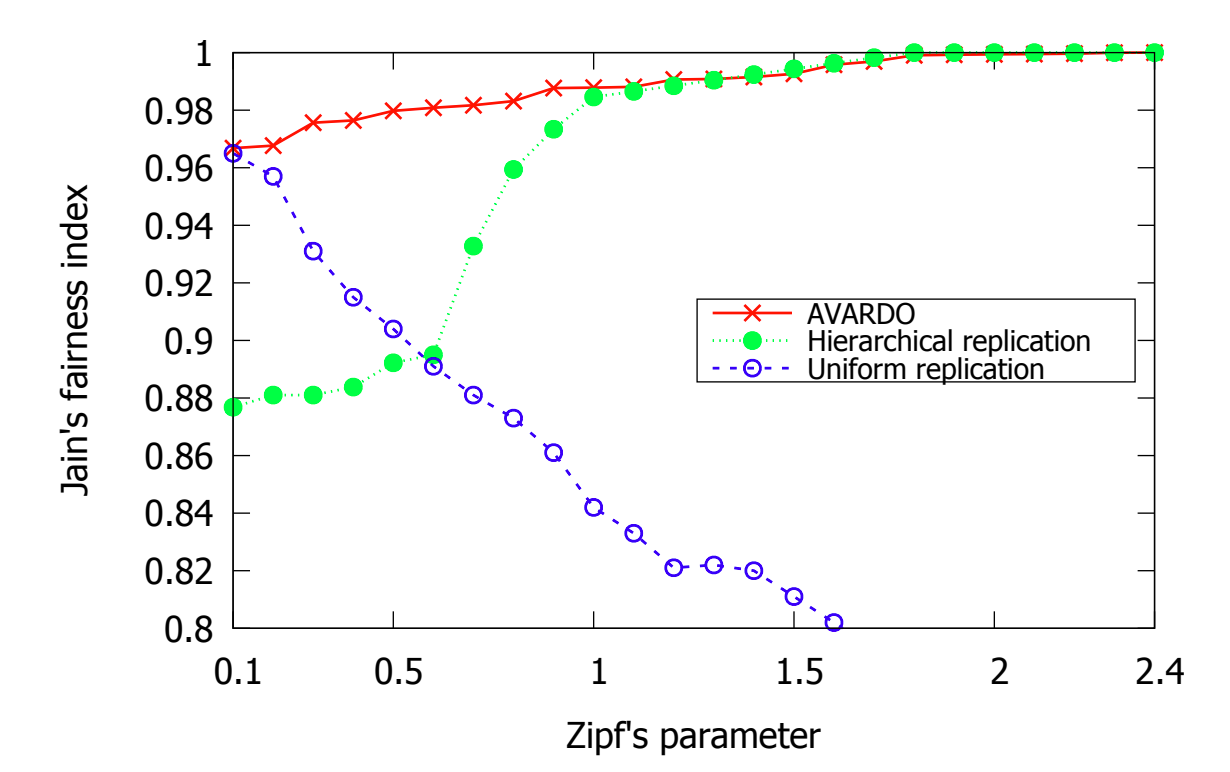 1
0.98
0.96
0.94
0.92
0.9
0.88
0.86
0.84
0.82
0.8
Jain's fairness index
AVARDO
Hierarchical replication
Uniform replication
0.1 0.5 1 1.5 2 2.4
Zipf's parameter